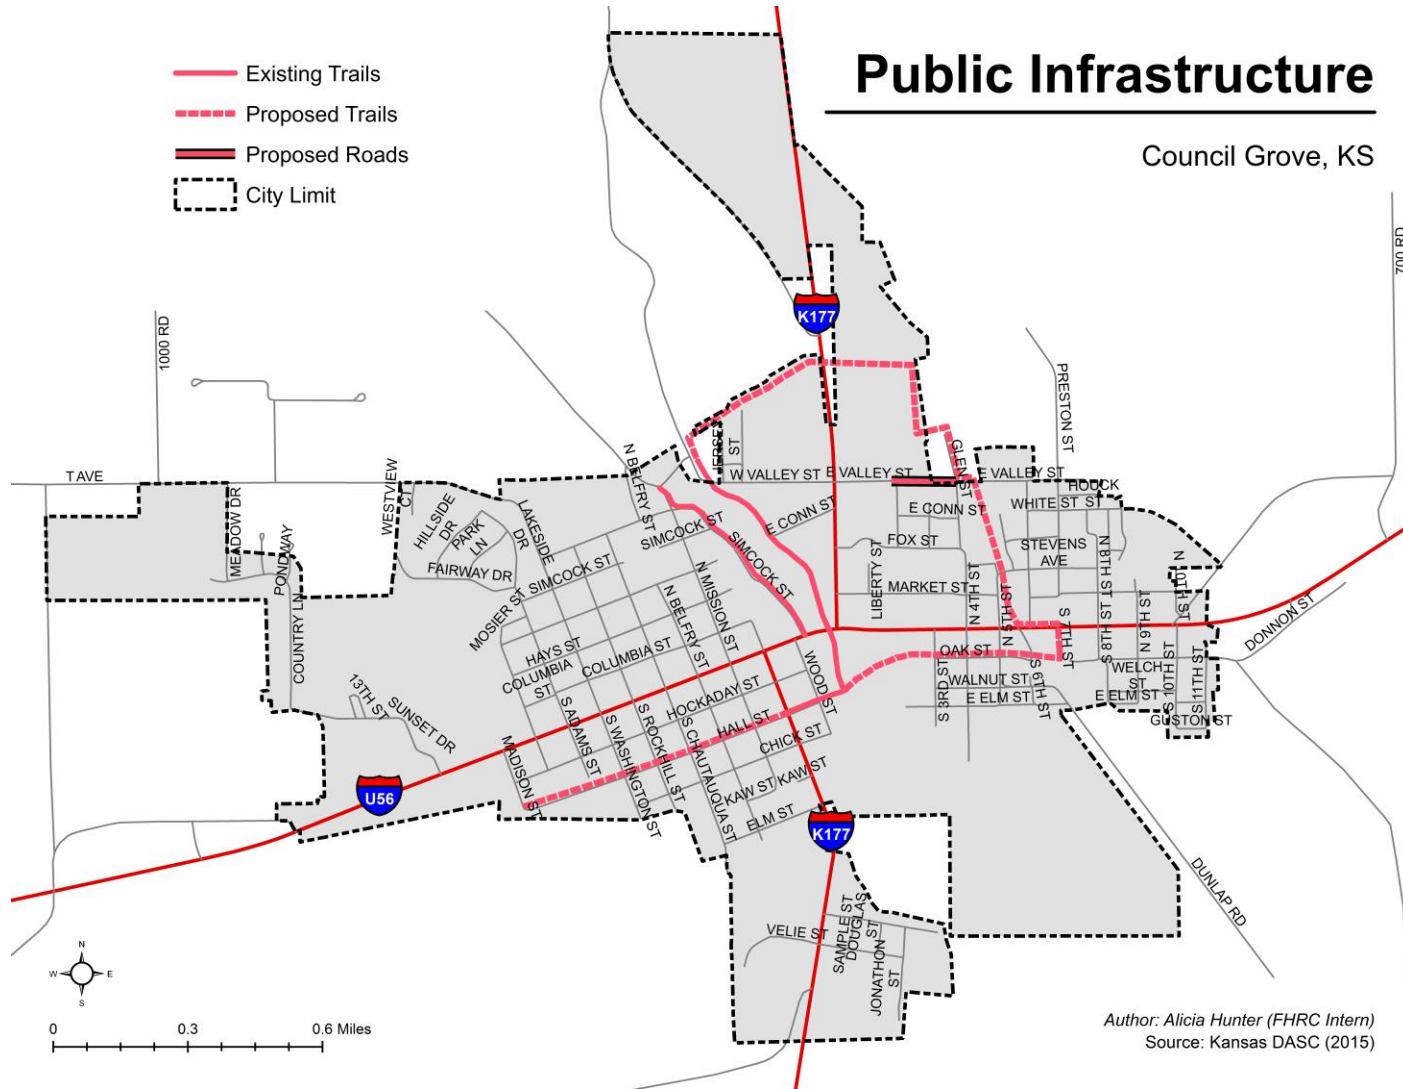 Public Infrastructure
Council Grove, KS
Existing Trails
Proposed Trails
Proposed Roads
City Limit
K177
700 RD
1000 RD
PRESTON ST
T AVE
WESTVIEW
CT
N BELFRY ST
ST
W VALLEY ST
E VALLEY ST
GLEN ST
E VALLEY ST
HOUCK
ST
WHITE ST
MEADOW DR
PONDWAY
HILLSIDE
DR
PARK
LN
LAKESIDE
DR
FAIRWAY DR
SIMCOCK ST
SIMCOCK ST
SIMCOCK ST
E CONN ST
E CONN ST
FOX ST
STEVENS
AVE
N 8TH ST
N
10TH ST
MARKET ST
LIBERTY ST
N 4TH ST
N 5TH ST
MOSIER ST
N MISSION ST
N BELFRY ST
HAYS ST
COLUMBIA
ST
COLUMBIA ST
COUNTRY LN
DONNON ST
S 7TH ST
S 8TH ST
N 9TH ST
OAK ST
WELCH
ST
WALNUT ST
E ELM ST
E ELM ST
S 3RD ST
S 6TH ST
S 10TH ST
S 11TH ST
GUSTON ST
WOOD ST
HOCKADAY ST
HALL ST
CHICK ST
13TH ST
SUNSET DR
MADISON ST
S ADAMS ST
S WASHINGTON ST
S ROCKHILL ST
S CHAUTAUQUA ST
KAW ST
KAW ST
ELM ST
U56
K177
DUNLAP RD
VELIE ST
SAMPLE ST
DOUGLAS
ST
JONATHON
ST
N
W
E
S
0
0.3
0.6 Miles
Author: Alicia Hunter (FHRC Intern)
Source: Kansas DASC (2015)